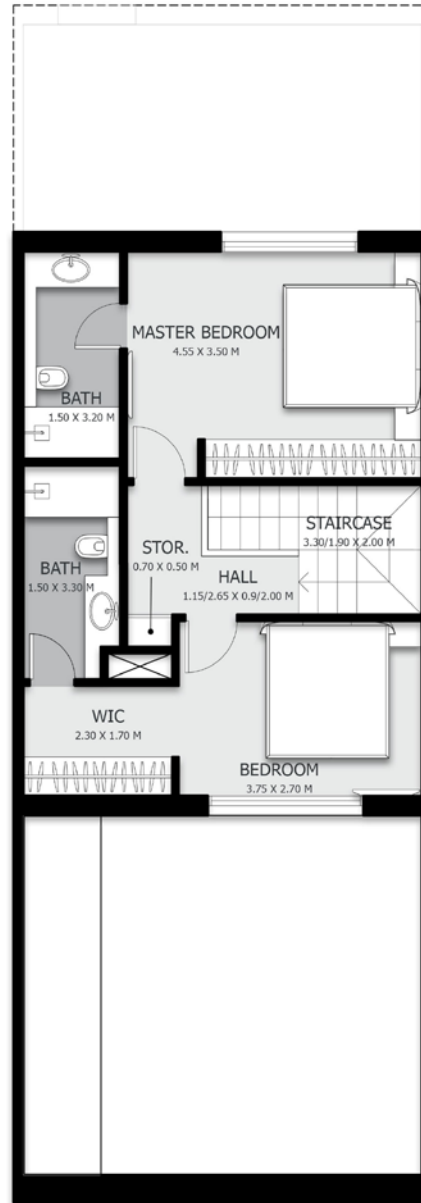 MASTER BEDROOM
4.55 X 3.50 M
BATH
1.50 X 3.20 M
STAIRCASE
3.30/1.90 X 2.00 M
STOR.
0.70 X 0.50 M
HALL
1.15/2.65 X 0.9/2.00 M
BATH
1.50 X 3.30 M
WIC
2.30 X 1.70 M
BEDROOM
3.75 X 2.70 M